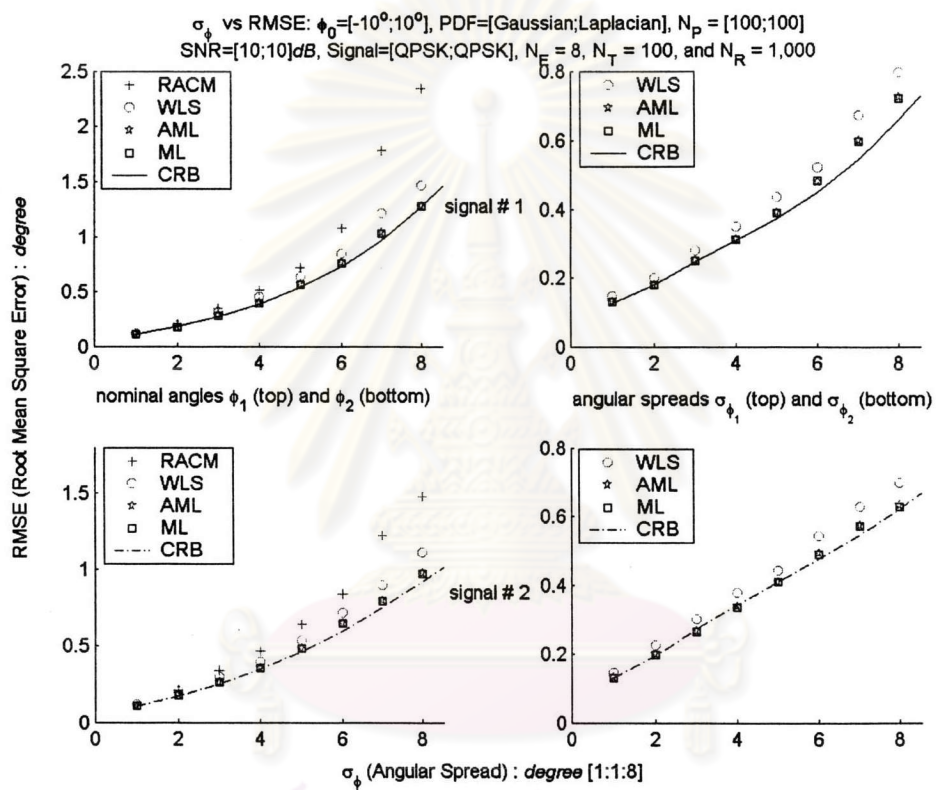 σϕ vs RMSE: ϕ0=[-10°;10°], PDF=[Gaussian;Laplacian], NP = [100;100]
SNR=[10;10]dB, Signal=[QPSK;QPSK], NE = 8, NT = 100, and NR = 1,000
RMSE (Root Mean Square Error) : degree
2.5
2
1.5
1
0.5
0
0 2 4 6 8
RACM
WLS
AML
ML
CRB
signal # 1
0.8
0.6
0.4
0.2
0
0 2 4 6 8
WLS
AML
ML
CRB
nominal angles ϕ1 (top) and ϕ2 (bottom)
angular spreads σϕ1 (top) and σϕ2 (bottom)
1.5
1
0.5
0
0 2 4 6 8
RACM
WLS
AML
ML
CRB
signal # 2
0.8
0.6
0.4
0.2
0
0 2 4 6 8
WLS
AML
ML
CRB
σϕ (Angular Spread) : degree [1:1:8]